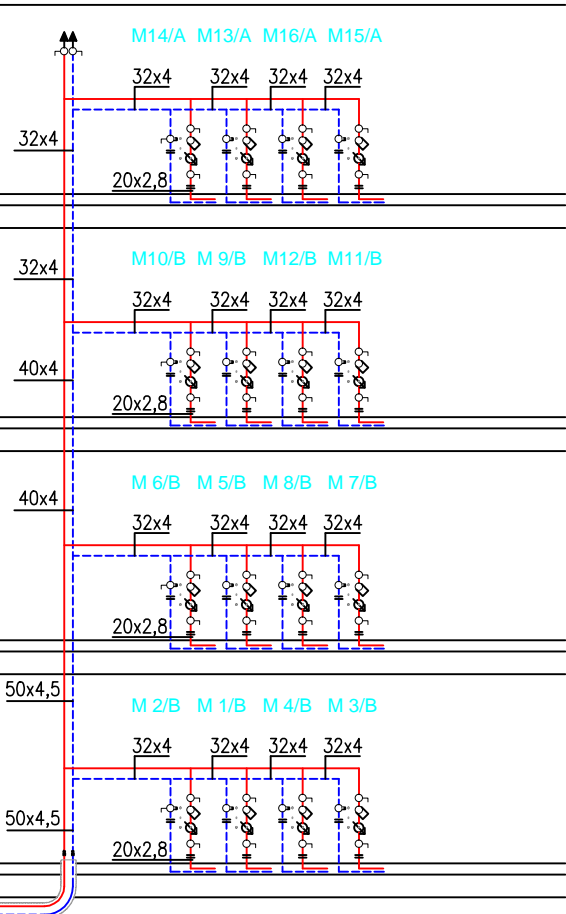 M14/A M13/A M16/A M15/A
32x4 32x4 32x4 32x4
32x4
20x2,8
M10/B M 9/B M12/B M11/B
32x4
32x4 32x4 32x4 32x4
40x4
20x2,8
M 6/B M 5/B M 8/B M 7/B
40x4
32x4 32x4 32x4 32x4
20x2,8
50x4,5
M 2/B M 1/B M 4/B M 3/B
32x4 32x4 32x4 32x4
50x4,5
20x2,8